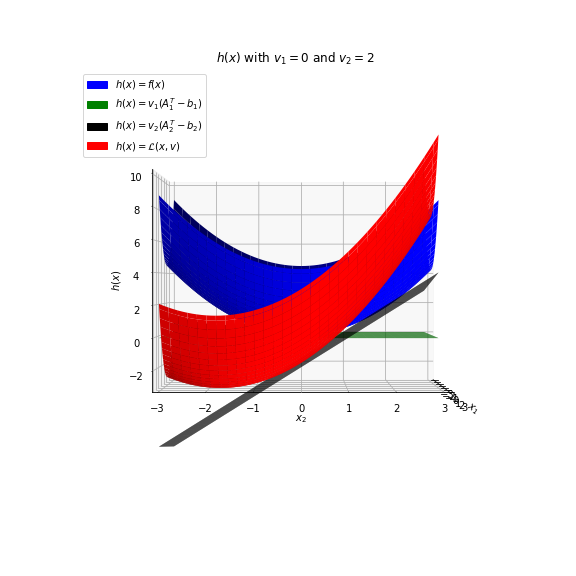 h(x) with v₁ = 0 and v₂ = 2
h(x) = f(x)
h(x) = v₁(A₁ᵀ − b₁)
h(x) = v₂(A₂ᵀ − b₂)
h(x) = ℒ(x, v)
10
8
6
4
2
0
−2
h(x)
−3 −2 −1 0 1 2 3
x₂
x₁